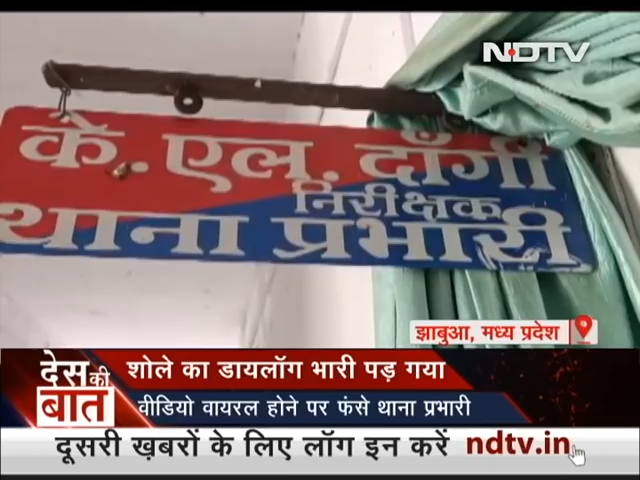 NDTV
के. एल. दाँगी
निरीक्षक
थाना प्रभारी
झाबुआ, मध्य प्रदेश
देस की बात
शोले का डायलॉग भारी पड़ गया
वीडियो वायरल होने पर फंसे थाना प्रभारी
दूसरी ख़बरों के लिए लॉग इन करें ndtv.in